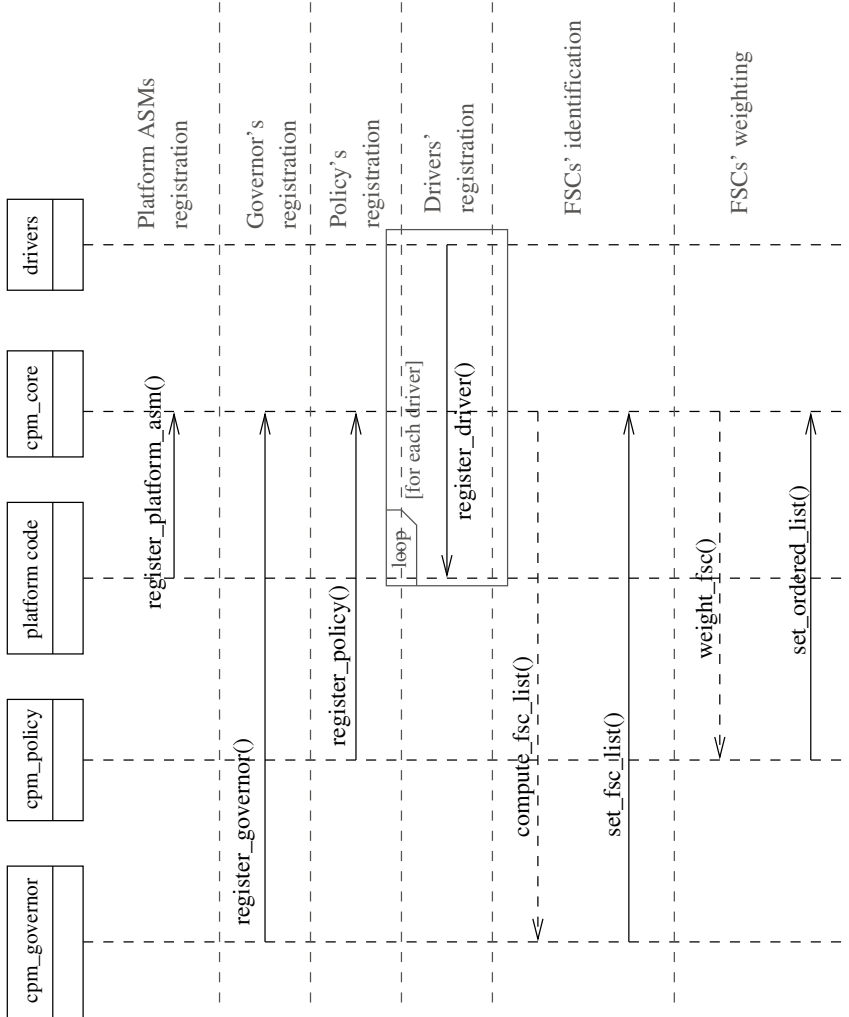 cpm_governor
cpm_policy
platform code
cpm_core
drivers
Platform ASMs
registration
register_platform_asm()
Governor's
registration
register_governor()
Policy's
registration
register_policy()
Drivers'
registration
loop
[for each driver]
register_driver()
FSCs' identification
compute_fsc_list()
set_fsc_list()
FSCs' weighting
weight_fsc()
set_ordered_list()